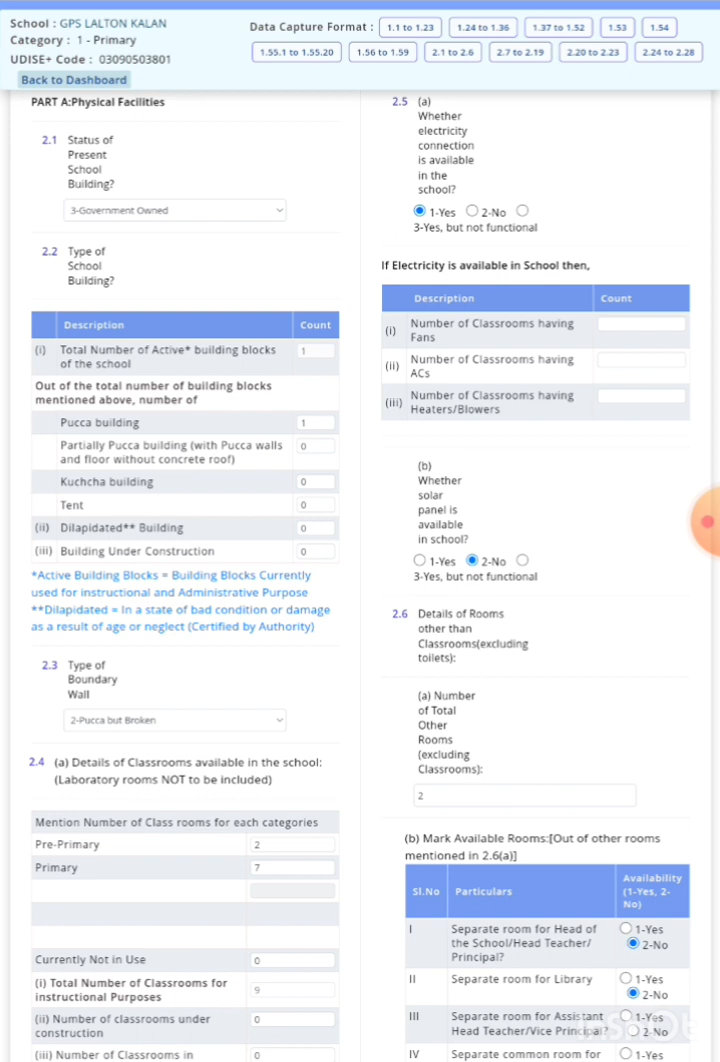 School : GPS LALTON KALAN
Category : 1 - Primary
UDISE+ Code : 03090503801
Back to Dashboard
Data Capture Format :
1.1 to 1.23
1.24 to 1.36
1.37 to 1.52
1.53
1.54
1.55.1 to 1.55.20
1.56 to 1.59
2.1 to 2.6
2.7 to 2.19
2.20 to 2.23
2.24 to 2.28
PART A:Physical Facilities
2.1 Status of
Present
School
Building?
3-Government Owned
2.2 Type of
School
Building?
Description Count
(i) Total Number of Active* building blocks 1
of the school
Out of the total number of building blocks
mentioned above, number of
Pucca building 1
Partially Pucca building (with Pucca walls 0
and floor without concrete roof)
Kuchcha building 0
Tent 0
(ii) Dilapidated** Building 0
(iii) Building Under Construction 0
*Active Building Blocks = Building Blocks Currently
used for instructional and Administrative Purpose
**Dilapidated = In a state of bad condition or damage
as a result of age or neglect (Certified by Authority)
2.3 Type of
Boundary
Wall
2-Pucca but Broken
2.4 (a) Details of Classrooms available in the school:
(Laboratory rooms NOT to be included)
Mention Number of Class rooms for each categories
Pre-Primary 2
Primary 7
Currently Not in Use 0
(i) Total Number of Classrooms for 9
instructional Purposes
(ii) Number of classrooms under 0
construction
(iii) Number of Classrooms in 0
2.5 (a)
Whether
electricity
connection
is available
in the
school?
1-Yes 2-No
3-Yes, but not functional
If Electricity is available in School then,
Description Count
(i) Number of Classrooms having
Fans
(ii) Number of Classrooms having
ACs
(iii) Number of Classrooms having
Heaters/Blowers
(b)
Whether
solar
panel is
available
in school?
1-Yes 2-No
3-Yes, but not functional
2.6 Details of Rooms
other than
Classrooms(excluding
toilets):
(a) Number
of Total
Other
Rooms
(excluding
Classrooms):
2
(b) Mark Available Rooms:[Out of other rooms
mentioned in 2.6(a)]
Sl.No Particulars Availability
(1-Yes, 2-
No)
I Separate room for Head of 1-Yes
the School/Head Teacher/ 2-No
Principal?
II Separate room for Library 1-Yes
2-No
III Separate room for Assistant 1-Yes
Head Teacher/Vice Principal? 2-No
IV Separate common room for 1-Yes
InShOt